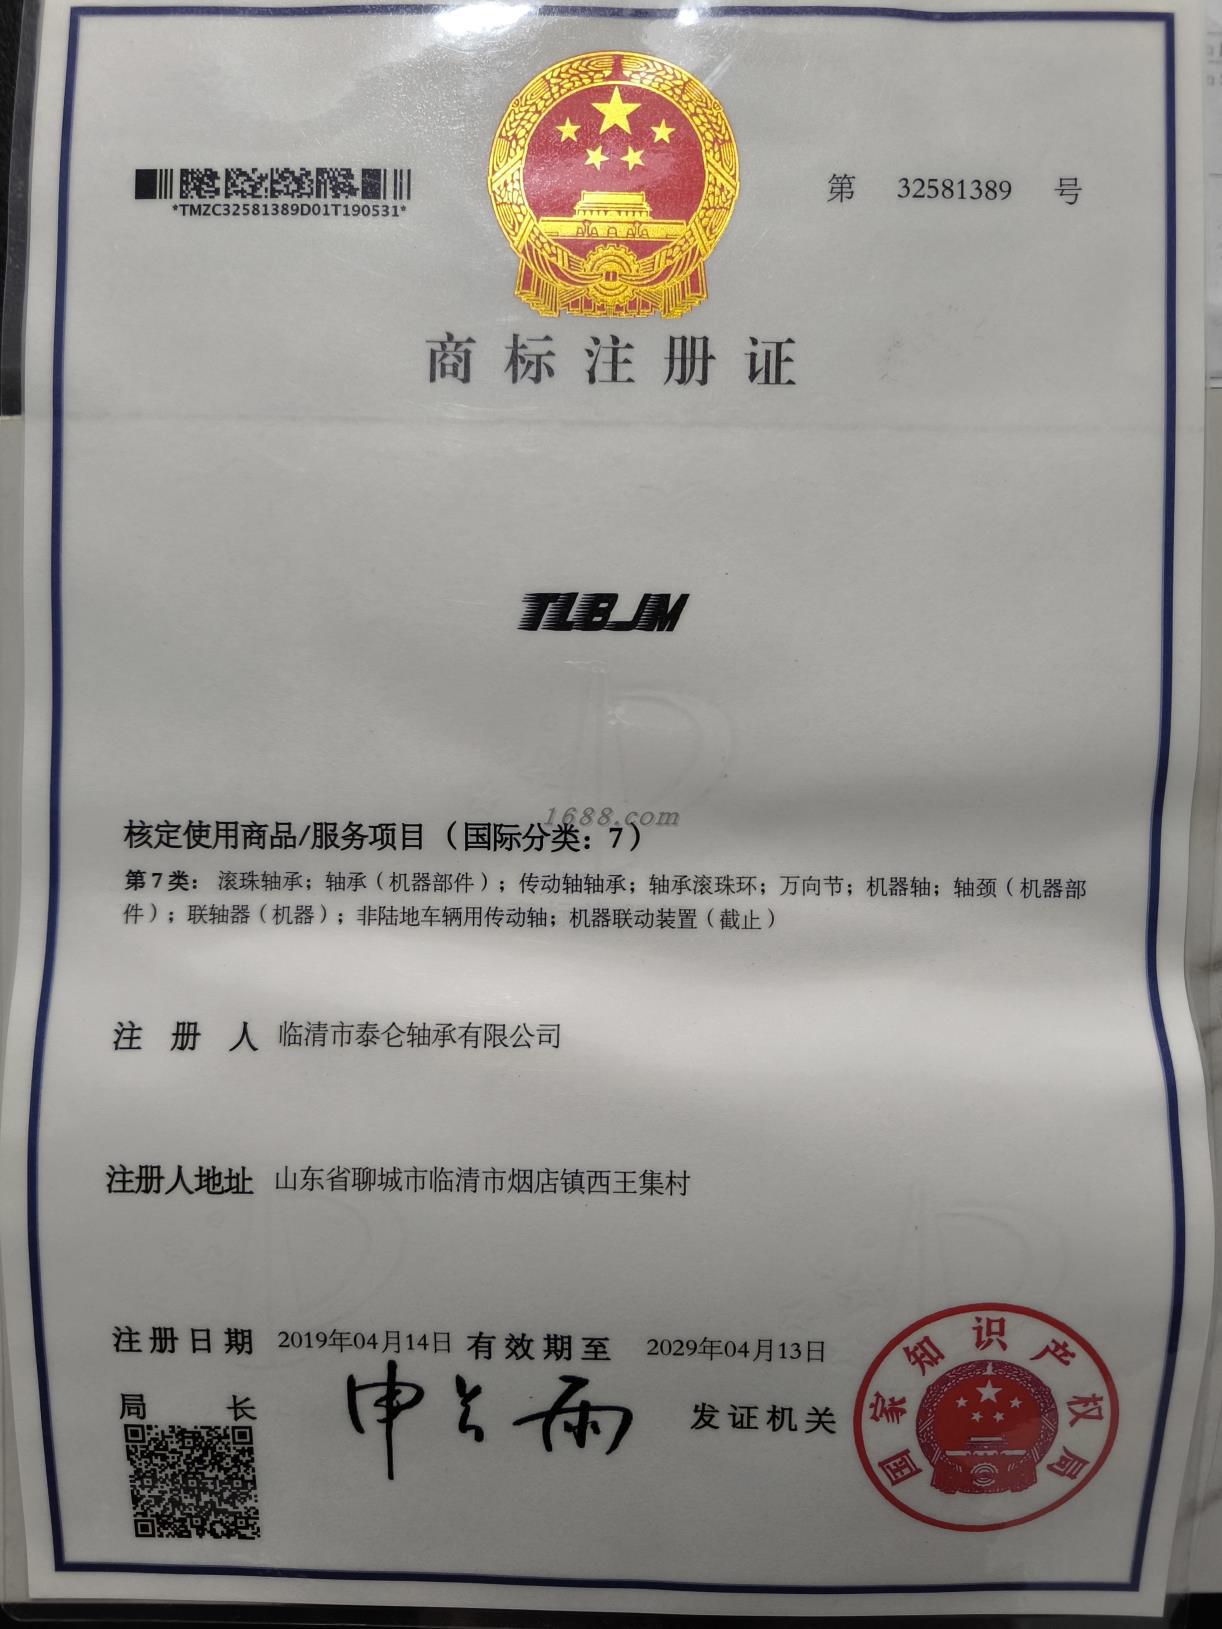 第 32581389 号
*TMZC32581389D01T190531*
商标注册证
TLBJM
1688.com
核定使用商品/服务项目（国际分类：7）
第7类：滚珠轴承；轴承（机器部件）；传动轴轴承；轴承滚珠环；万向节；机器轴；轴颈（机器部
件）；联轴器（机器）；非陆地车辆用传动轴；机器联动装置（截止）
注册人 临清市泰仑轴承有限公司
注册人地址 山东省聊城市临清市烟店镇西王集村
注册日期 2019年04月14日 有效期至 2029年04月13日
局长 申长雨 发证机关
国家知识产权局